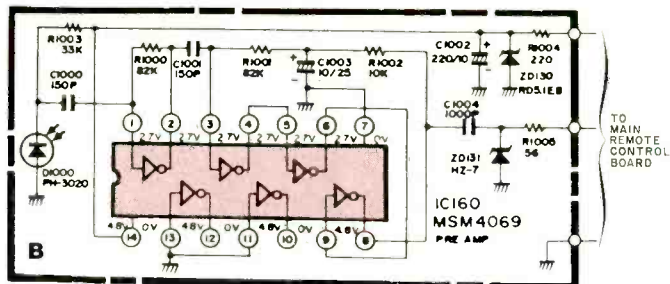 R1003
33K
C1000
150P
D1000
PH-3020
R1000
82K
C1001
150P
R1001
82K
C1003
10/25
R1002
10K
C1002
220/10
R1004
220
ZD130
RD5.1EB
C1004
1000P
ZD131
HZ-7
R1005
56
TO
MAIN
REMOTE
CONTROL
BOARD
1 2 3 4 5 6 7
2.7V 2.7V 2.7V 2.7V 2.7V 2.7V 0V
4.8V 0V 4.8V 0V 4.8V 0V 4.8V
14 13 12 11 10 9 8
IC160
MSM4069
PRE AMP
B